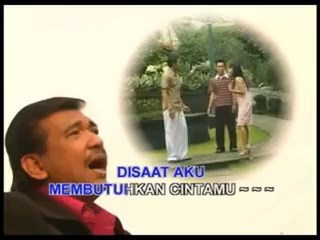 DISAAT AKU
MEMBUTUHKAN CINTAMU ~ ~ ~